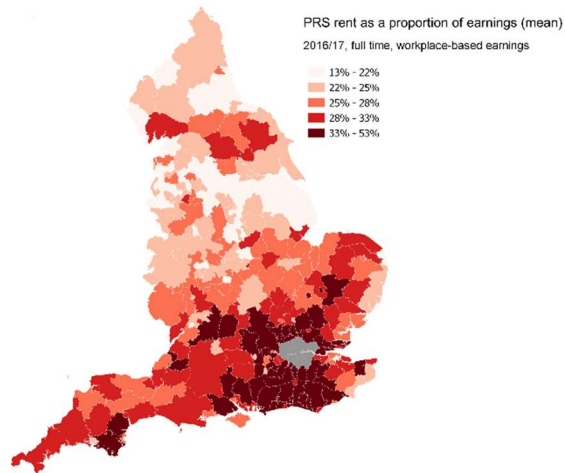 PRS rent as a proportion of earnings (mean)
2016/17, full time, workplace-based earnings
13% - 22%
22% - 25%
25% - 28%
28% - 33%
33% - 53%